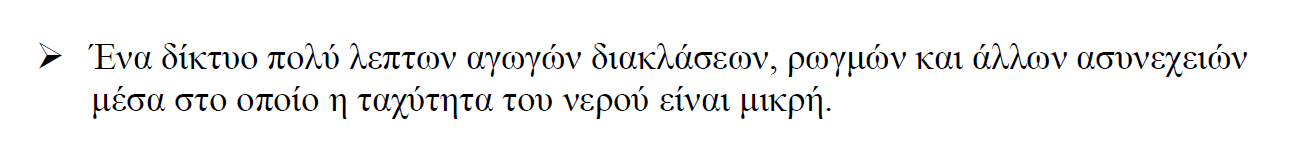 ➢ Ένα δίκτυο πολύ λεπτων αγωγών διακλάσεων, ρωγμών και άλλων ασυνεχειών
μέσα στο οποίο η ταχύτητα του νερού είναι μικρή.